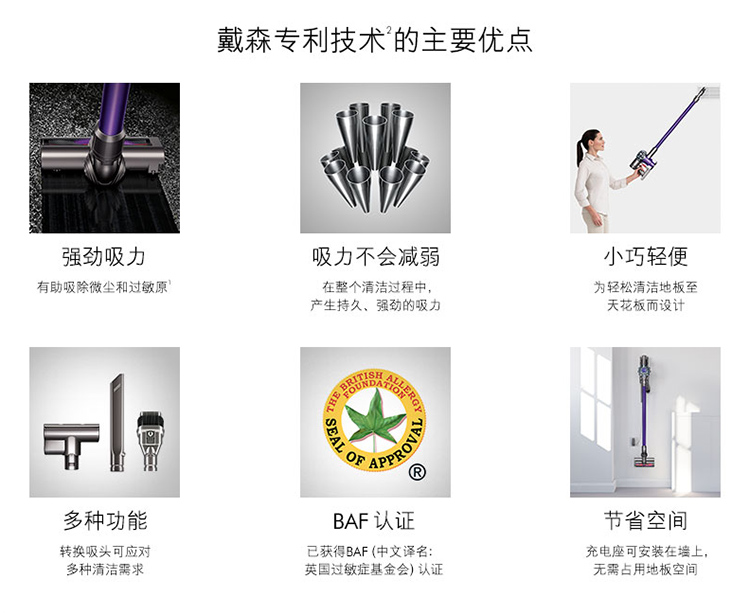 戴森专利技术²的主要优点
强劲吸力
有助吸除微尘和过敏原¹
吸力不会减弱
在整个清洁过程中，
产生持久、强劲的吸力
小巧轻便
为轻松清洁地板至
天花板而设计
多种功能
转换吸头可应对
多种清洁需求
THE BRITISH ALLERGY
FOUNDATION
SEAL OF APPROVAL
®
BAF 认证
已获得BAF (中文译名:
英国过敏症基金会) 认证
节省空间
充电座可安装在墙上，
无需占用地板空间